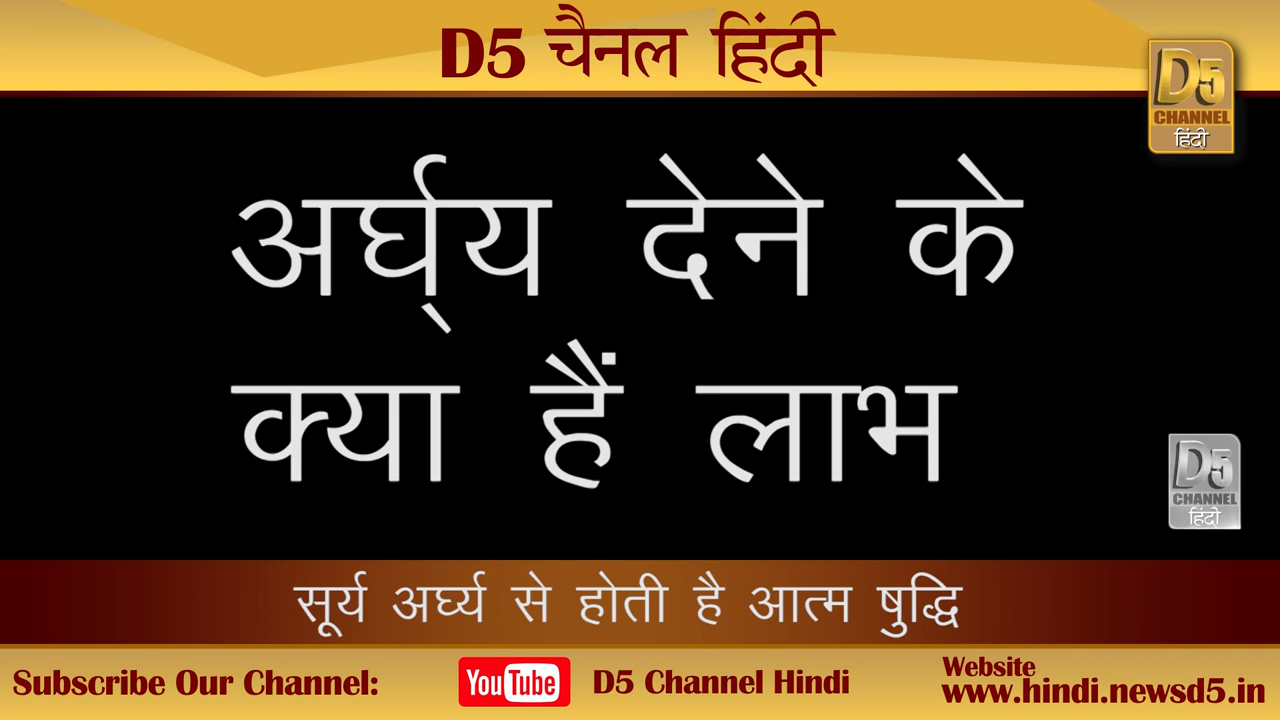 D5 चैनल हिंदी
D5
CHANNEL
हिंदी
अर्घ्‌य देने के
क्या हैं लाभ
D5
CHANNEL
हिंदी
सूर्य अर्घ्य से होती है आत्म षुद्धि
Subscribe Our Channel:
YouTube
D5 Channel Hindi
Website
www.hindi.newsd5.in